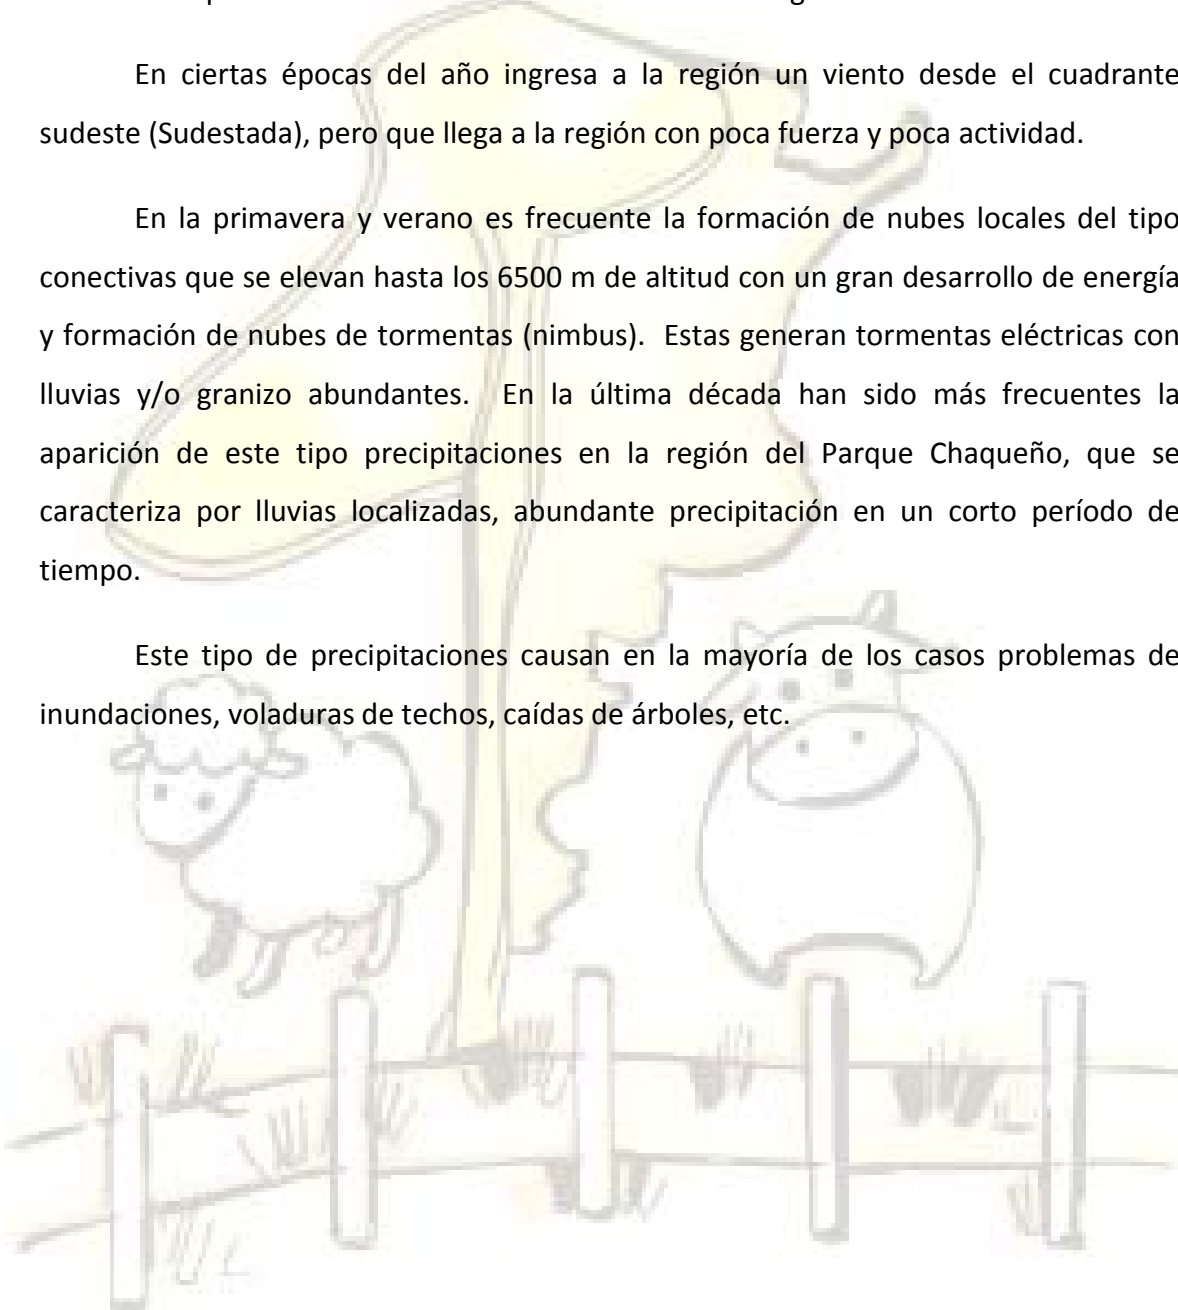 En ciertas épocas del año ingresa a la región un viento desde el cuadrante
sudeste (Sudestada), pero que llega a la región con poca fuerza y poca actividad.
En la primavera y verano es frecuente la formación de nubes locales del tipo
conectivas que se elevan hasta los 6500 m de altitud con un gran desarrollo de energía
y formación de nubes de tormentas (nimbus). Estas generan tormentas eléctricas con
lluvias y/o granizo abundantes. En la última década han sido más frecuentes la
aparición de este tipo precipitaciones en la región del Parque Chaqueño, que se
caracteriza por lluvias localizadas, abundante precipitación en un corto período de
tiempo.
Este tipo de precipitaciones causan en la mayoría de los casos problemas de
inundaciones, voladuras de techos, caídas de árboles, etc.